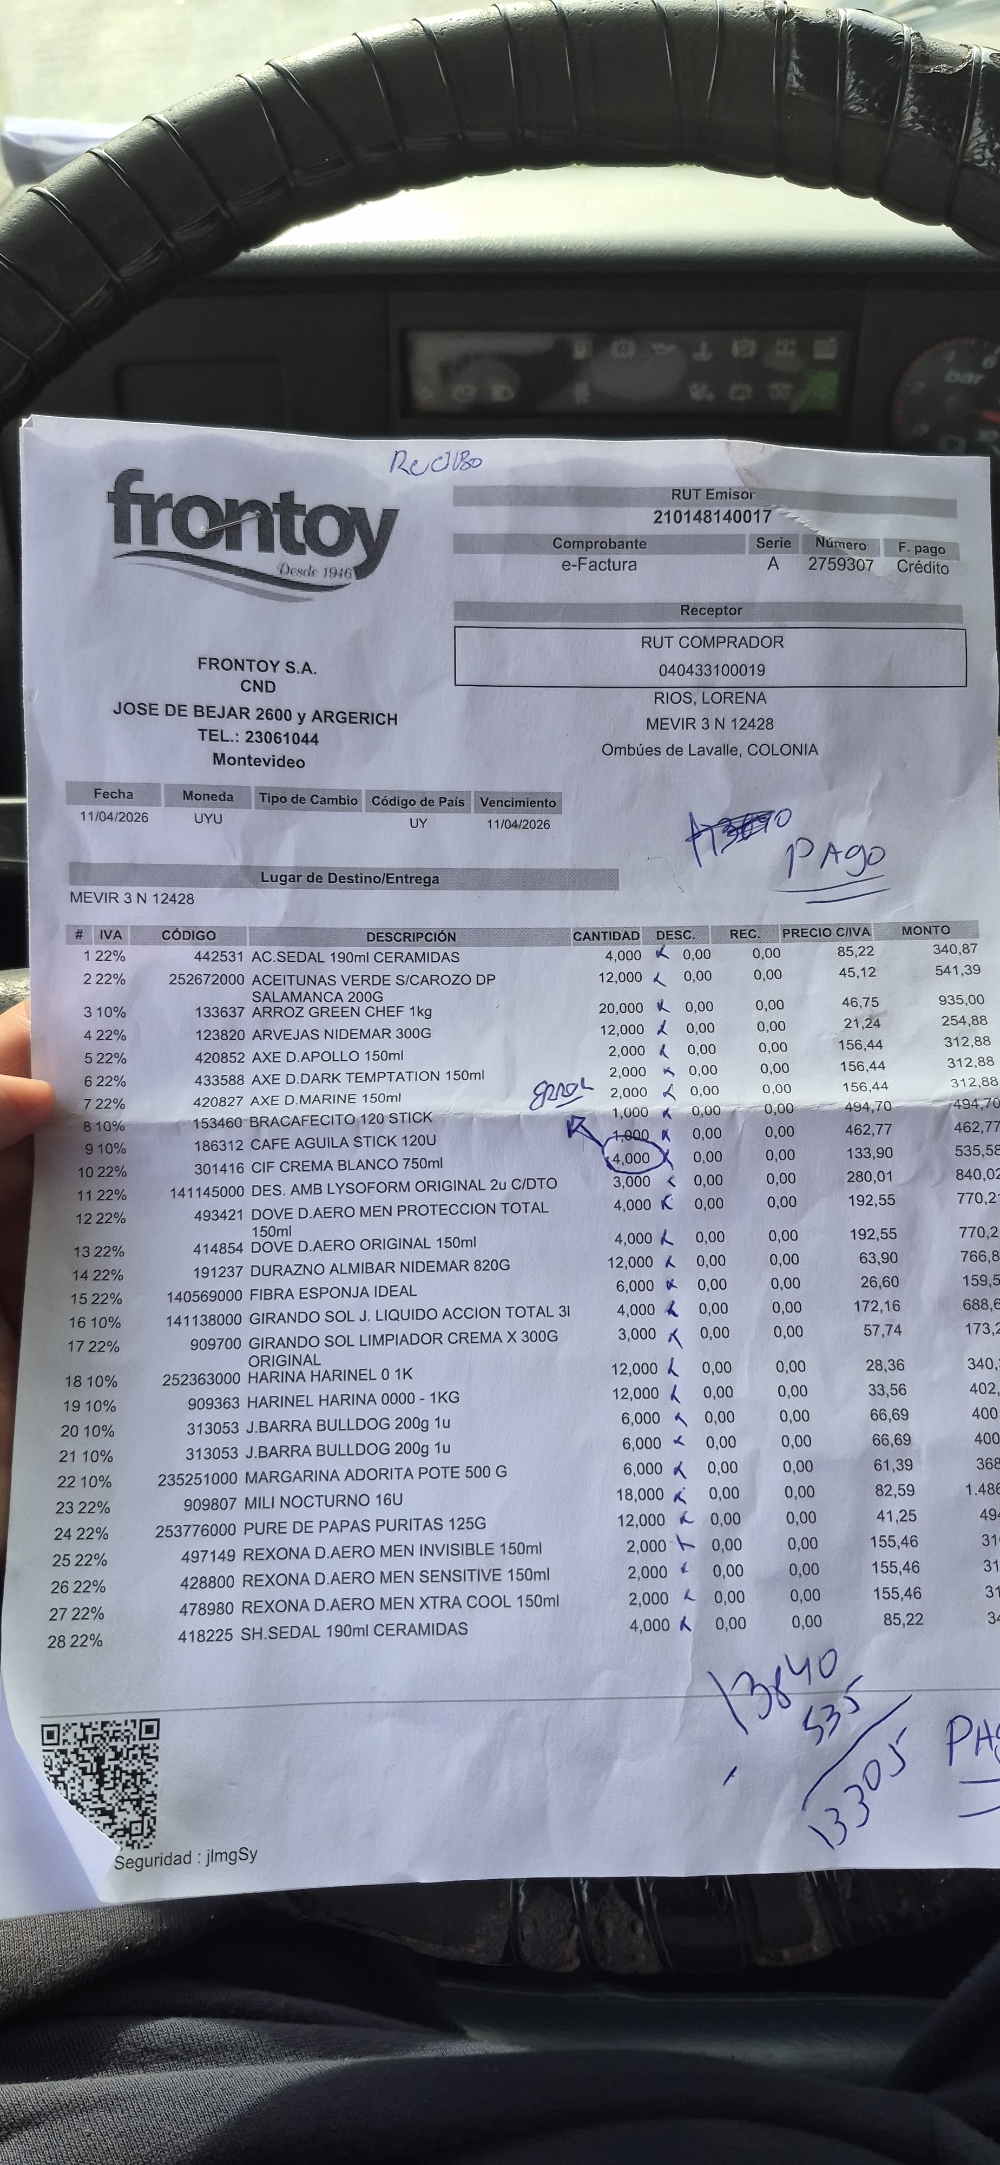 Recibo
frontoy
Desde 1946
RUT Emisor
210148140017
Comprobante Serie Número F. pago
e-Factura A 2759307 Crédito
Receptor
RUT COMPRADOR
040433100019
RIOS, LORENA
MEVIR 3 N 12428
Ombúes de Lavalle, COLONIA
FRONTOY S.A.
CND
JOSE DE BEJAR 2600 y ARGERICH
TEL.: 23061044
Montevideo
Fecha Moneda Tipo de Cambio Código de País Vencimiento
11/04/2026 UYU UY 11/04/2026
PAGO
Lugar de Destino/Entrega
MEVIR 3 N 12428
# IVA CÓDIGO DESCRIPCIÓN CANTIDAD DESC. REC. PRECIO C/IVA MONTO
1 22% 442531 AC.SEDAL 190ml CERAMIDAS 4,000 0,00 0,00 85,22 340,87
2 22% 252672000 ACEITUNAS VERDE S/CAROZO DP 12,000 0,00 0,00 45,12 541,39
SALAMANCA 200G
3 10% 133637 ARROZ GREEN CHEF 1kg 20,000 0,00 0,00 46,75 935,00
4 22% 123820 ARVEJAS NIDEMAR 300G 12,000 0,00 0,00 21,24 254,88
5 22% 420852 AXE D.APOLLO 150ml 2,000 0,00 0,00 156,44 312,88
6 22% 433588 AXE D.DARK TEMPTATION 150ml 2,000 0,00 0,00 156,44 312,88
7 22% 420827 AXE D.MARINE 150ml 2,000 0,00 0,00 156,44 312,88
error
8 10% 153460 BRACAFECITO 120 STICK 1,000 0,00 0,00 494,70 494,70
9 10% 186312 CAFE AGUILA STICK 120U 1,000 0,00 0,00 462,77 462,77
10 22% 301416 CIF CREMA BLANCO 750ml 4,000 0,00 0,00 133,90 535,58
11 22% 141145000 DES. AMB LYSOFORM ORIGINAL 2u C/DTO 3,000 0,00 0,00 280,01 840,02
12 22% 493421 DOVE D.AERO MEN PROTECCION TOTAL 4,000 0,00 0,00 192,55 770,21
150ml
13 22% 414854 DOVE D.AERO ORIGINAL 150ml 4,000 0,00 0,00 192,55 770,2
14 22% 191237 DURAZNO ALMIBAR NIDEMAR 820G 12,000 0,00 0,00 63,90 766,8
15 22% 140569000 FIBRA ESPONJA IDEAL 6,000 0,00 0,00 26,60 159,5
16 10% 141138000 GIRANDO SOL J. LIQUIDO ACCION TOTAL 3l 4,000 0,00 0,00 172,16 688,6
17 22% 909700 GIRANDO SOL LIMPIADOR CREMA X 300G 3,000 0,00 0,00 57,74 173,2
ORIGINAL
18 10% 252363000 HARINA HARINEL 0 1K 12,000 0,00 0,00 28,36 340,
19 10% 909363 HARINEL HARINA 0000 - 1KG 12,000 0,00 0,00 33,56 402,
20 10% 313053 J.BARRA BULLDOG 200g 1u 6,000 0,00 0,00 66,69 400
21 10% 313053 J.BARRA BULLDOG 200g 1u 6,000 0,00 0,00 66,69 400
22 10% 235251000 MARGARINA ADORITA POTE 500 G 6,000 0,00 0,00 61,39 368
23 22% 909807 MILI NOCTURNO 16U 18,000 0,00 0,00 82,59 1.486
24 22% 253776000 PURE DE PAPAS PURITAS 125G 12,000 0,00 0,00 41,25 494
25 22% 497149 REXONA D.AERO MEN INVISIBLE 150ml 2,000 0,00 0,00 155,46 31
26 22% 428800 REXONA D.AERO MEN SENSITIVE 150ml 2,000 0,00 0,00 155,46 31
27 22% 478980 REXONA D.AERO MEN XTRA COOL 150ml 2,000 0,00 0,00 155,46 31
28 22% 418225 SH.SEDAL 190ml CERAMIDAS 4,000 0,00 0,00 85,22 34
13840
535
13305 PAG
Seguridad : jlmgSy
bar